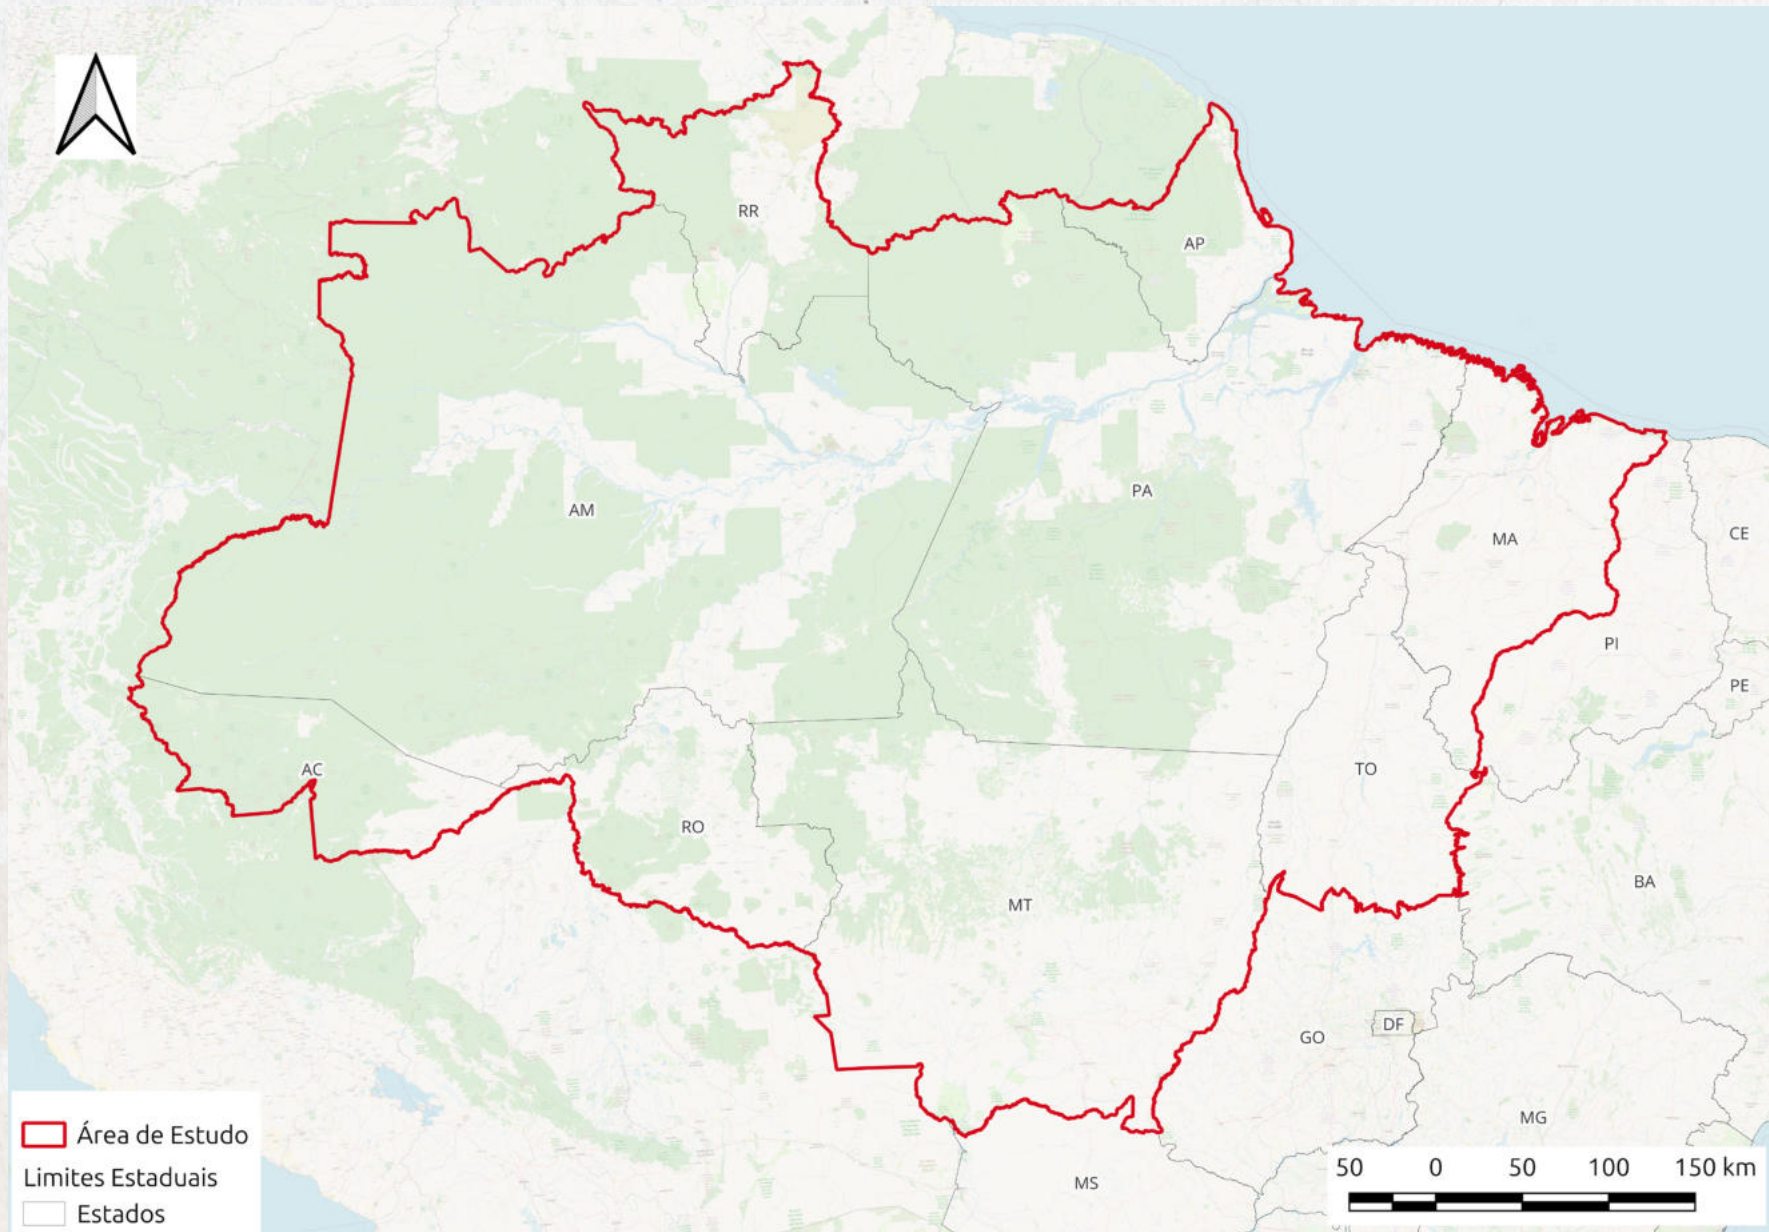 RR
AP
AM
PA
MA
CE
PI
PE
AC
TO
RO
MT
BA
GO
DF
MG
MS
Área de Estudo
Limites Estaduais
Estados
50 0 50 100 150 km